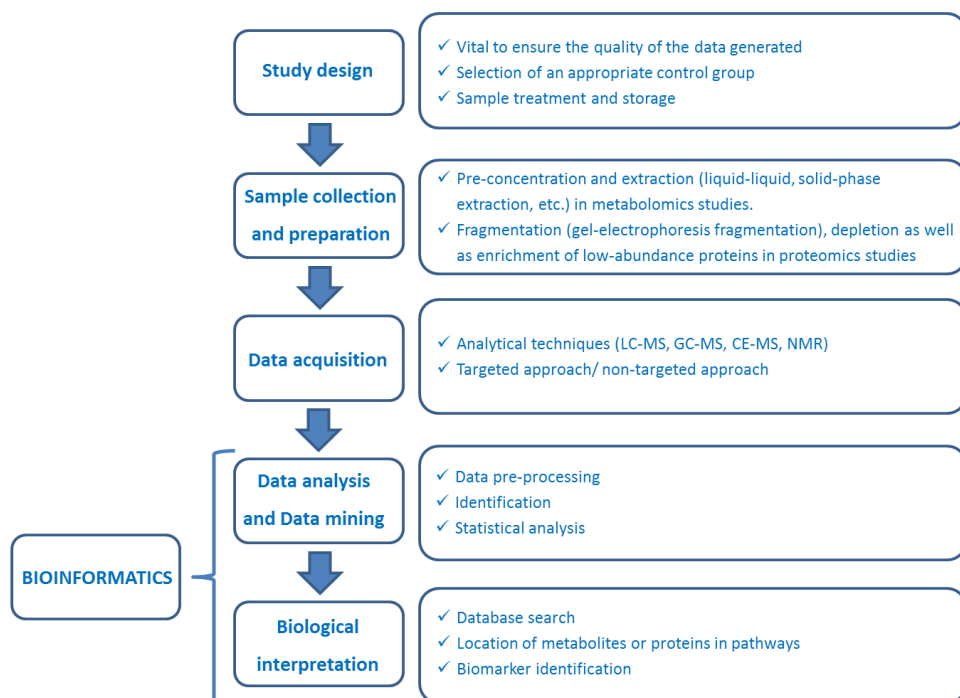 Study design
✓ Vital to ensure the quality of the data generated
✓ Selection of an appropriate control group
✓ Sample treatment and storage
Sample collection
and preparation
✓ Pre-concentration and extraction (liquid-liquid, solid-phase
extraction, etc.) in metabolomics studies.
✓ Fragmentation (gel-electrophoresis fragmentation), depletion as well
as enrichment of low-abundance proteins in proteomics studies
Data acquisition
✓ Analytical techniques (LC-MS, GC-MS, CE-MS, NMR)
✓ Targeted approach/ non-targeted approach
BIOINFORMATICS
Data analysis
and Data mining
✓ Data pre-processing
✓ Identification
✓ Statistical analysis
Biological
interpretation
✓ Database search
✓ Location of metabolites or proteins in pathways
✓ Biomarker identification